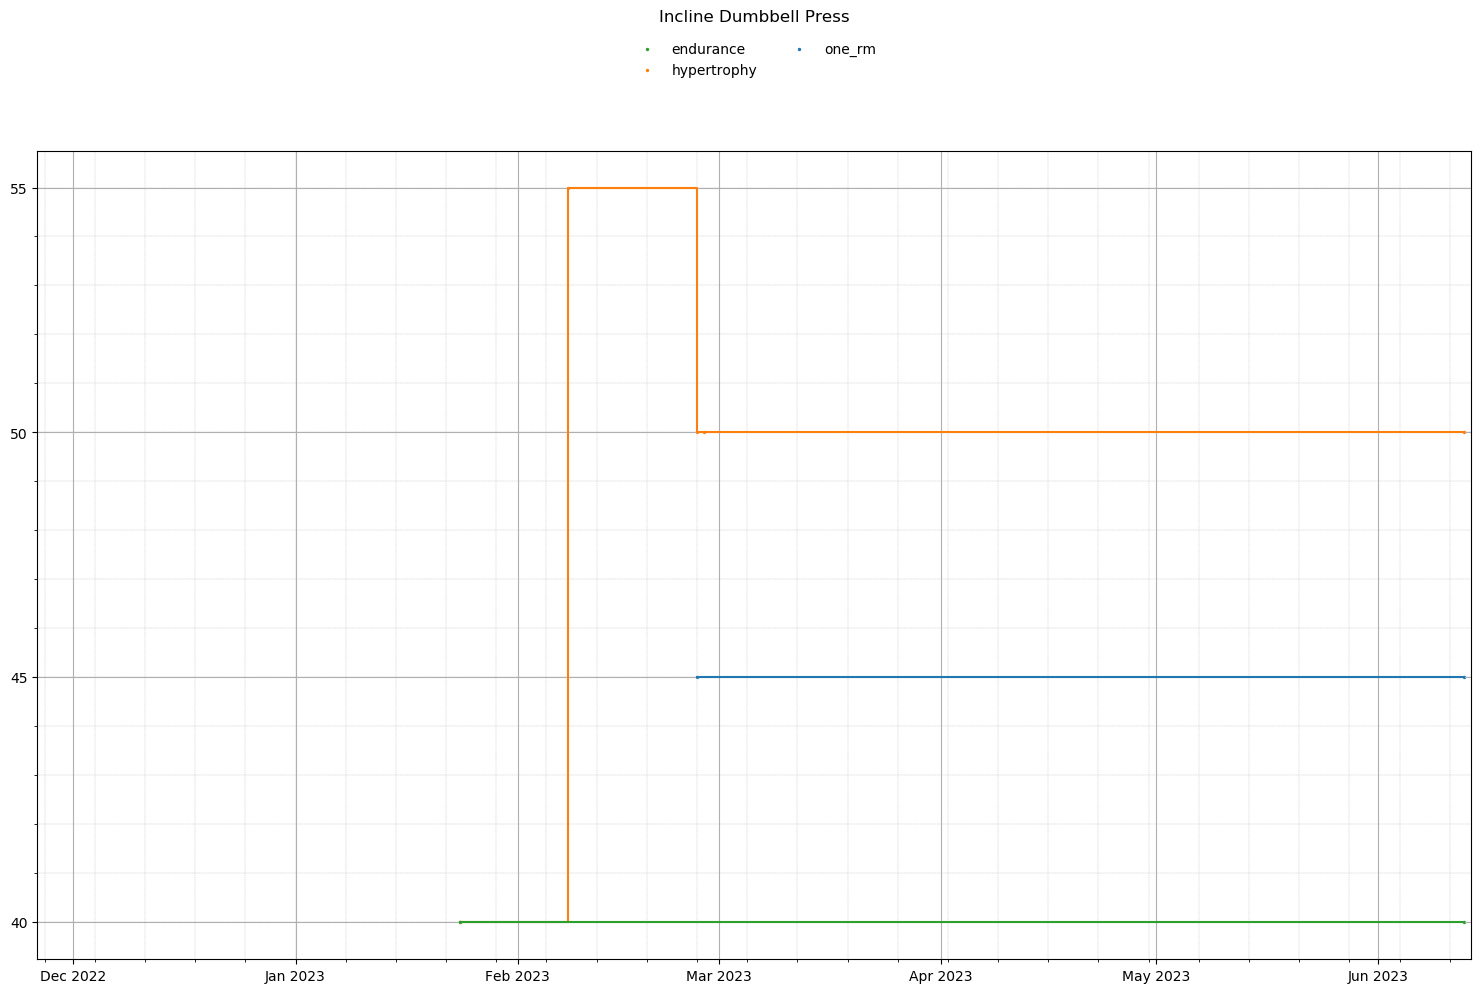 Incline Dumbbell Press
endurance one_rm
hypertrophy
55
50
45
40
Dec 2022 Jan 2023 Feb 2023 Mar 2023 Apr 2023 May 2023 Jun 2023